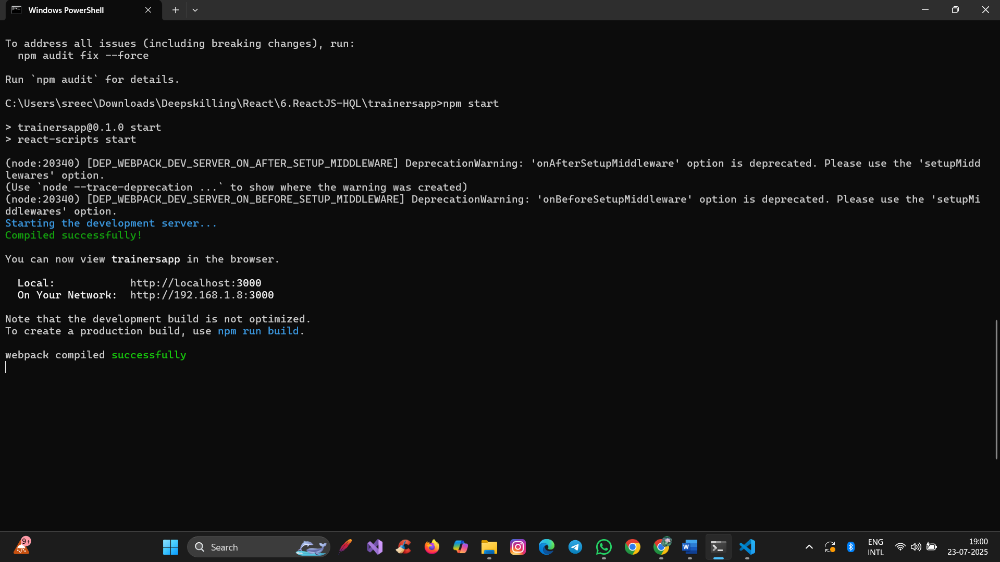 Windows PowerShell
To address all issues (including breaking changes), run:
  npm audit fix --force
Run `npm audit` for details.
C:\Users\sreec\Downloads\Deepskilling\React\6.ReactJS-HQL\trainersapp>npm start
> trainersapp@0.1.0 start
> react-scripts start
(node:20340) [DEP_WEBPACK_DEV_SERVER_ON_AFTER_SETUP_MIDDLEWARE] DeprecationWarning: 'onAfterSetupMiddleware' option is deprecated. Please use the 'setupMidd
lewares' option.
(Use `node --trace-deprecation ...` to show where the warning was created)
(node:20340) [DEP_WEBPACK_DEV_SERVER_ON_BEFORE_SETUP_MIDDLEWARE] DeprecationWarning: 'onBeforeSetupMiddleware' option is deprecated. Please use the 'setupMi
ddlewares' option.
Starting the development server...
Compiled successfully!
You can now view trainersapp in the browser.
  Local:            http://localhost:3000
  On Your Network:  http://192.168.1.8:3000
Note that the development build is not optimized.
To create a production build, use npm run build.
webpack compiled successfully
9+
Search
ENG
INTL
19:00
23-07-2025